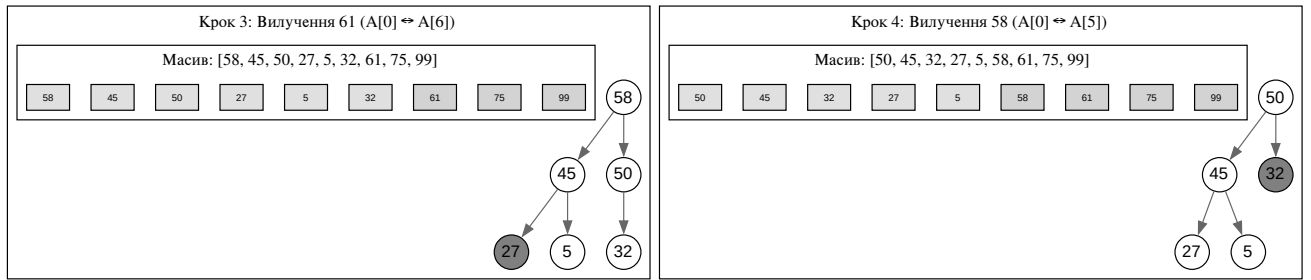 Крок 3: Вилучення 61 (A[0] ⇔ A[6])
Масив: [58, 45, 50, 27, 5, 32, 61, 75, 99]
58 45 50 27 5 32 61 75 99
58
45 50
27 5 32
Крок 4: Вилучення 58 (A[0] ⇔ A[5])
Масив: [50, 45, 32, 27, 5, 58, 61, 75, 99]
50 45 32 27 5 58 61 75 99
50
45 32
27 5